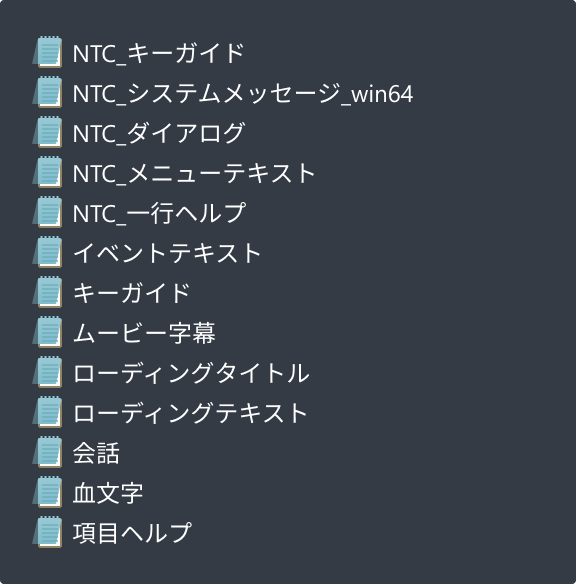 NTC_キーガイド
NTC_システムメッセージ_win64
NTC_ダイアログ
NTC_メニューテキスト
NTC_一行ヘルプ
イベントテキスト
キーガイド
ムービー字幕
ローディングタイトル
ローディングテキスト
会話
血文字
項目ヘルプ